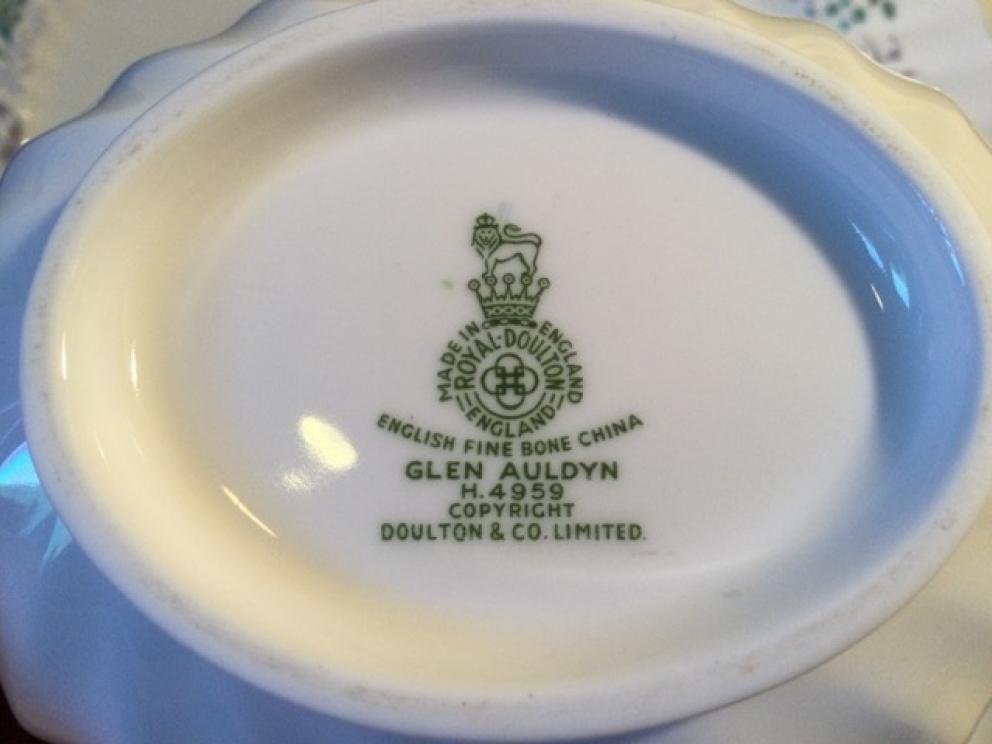 MADE IN ENGLAND
ROYAL·DOULTON
ENGLAND
ENGLISH FINE BONE CHINA
GLEN AULDYN
H.4959
COPYRIGHT
DOULTON & CO. LIMITED.